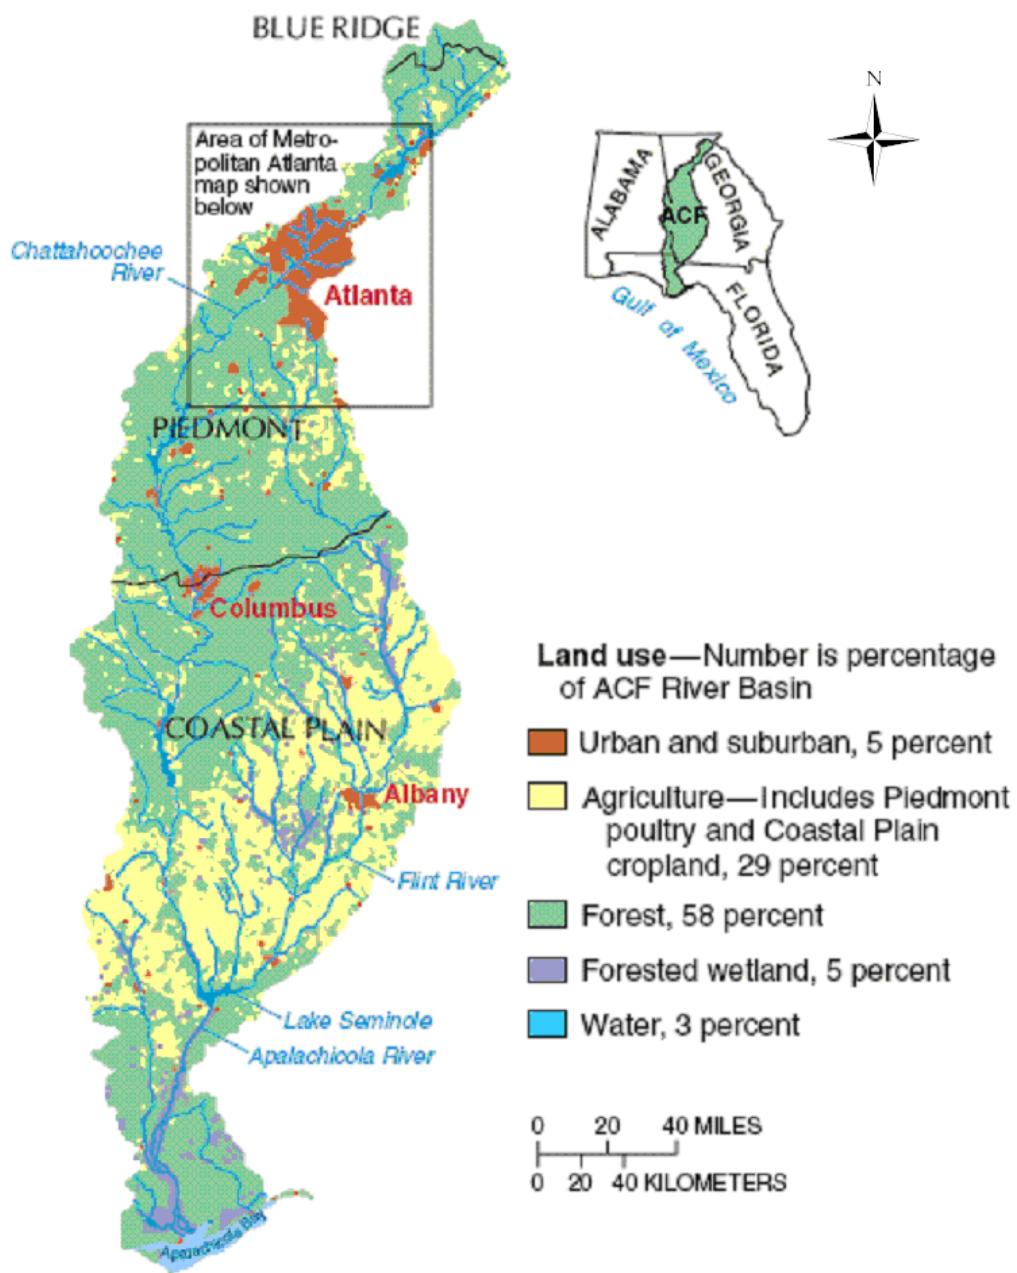 BLUE RIDGE
Area of Metro-
politan Atlanta
map shown
below
Chattahoochee
River
Atlanta
PIEDMONT
Columbus
COASTAL PLAIN
Albany
Flint River
Lake Seminole
Apalachicola River
Apalachicola Bay
N
ALABAMA
GEORGIA
ACF
FLORIDA
Gulf of Mexico
Land use—Number is percentage
of ACF River Basin
Urban and suburban, 5 percent
Agriculture—Includes Piedmont
poultry and Coastal Plain
cropland, 29 percent
Forest, 58 percent
Forested wetland, 5 percent
Water, 3 percent
0 20 40 MILES
0 20 40 KILOMETERS